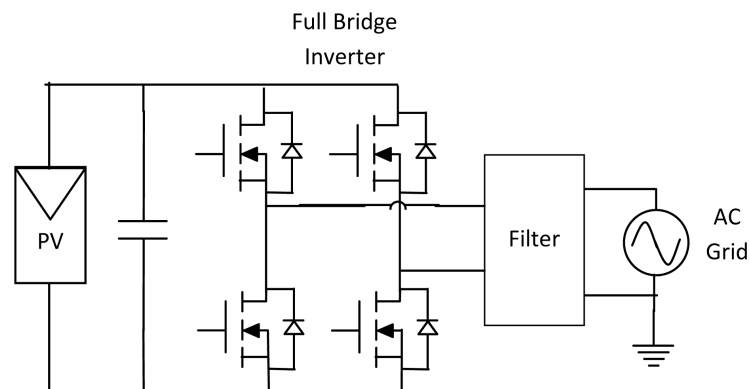 Full Bridge
Inverter
PV
Filter
AC
Grid